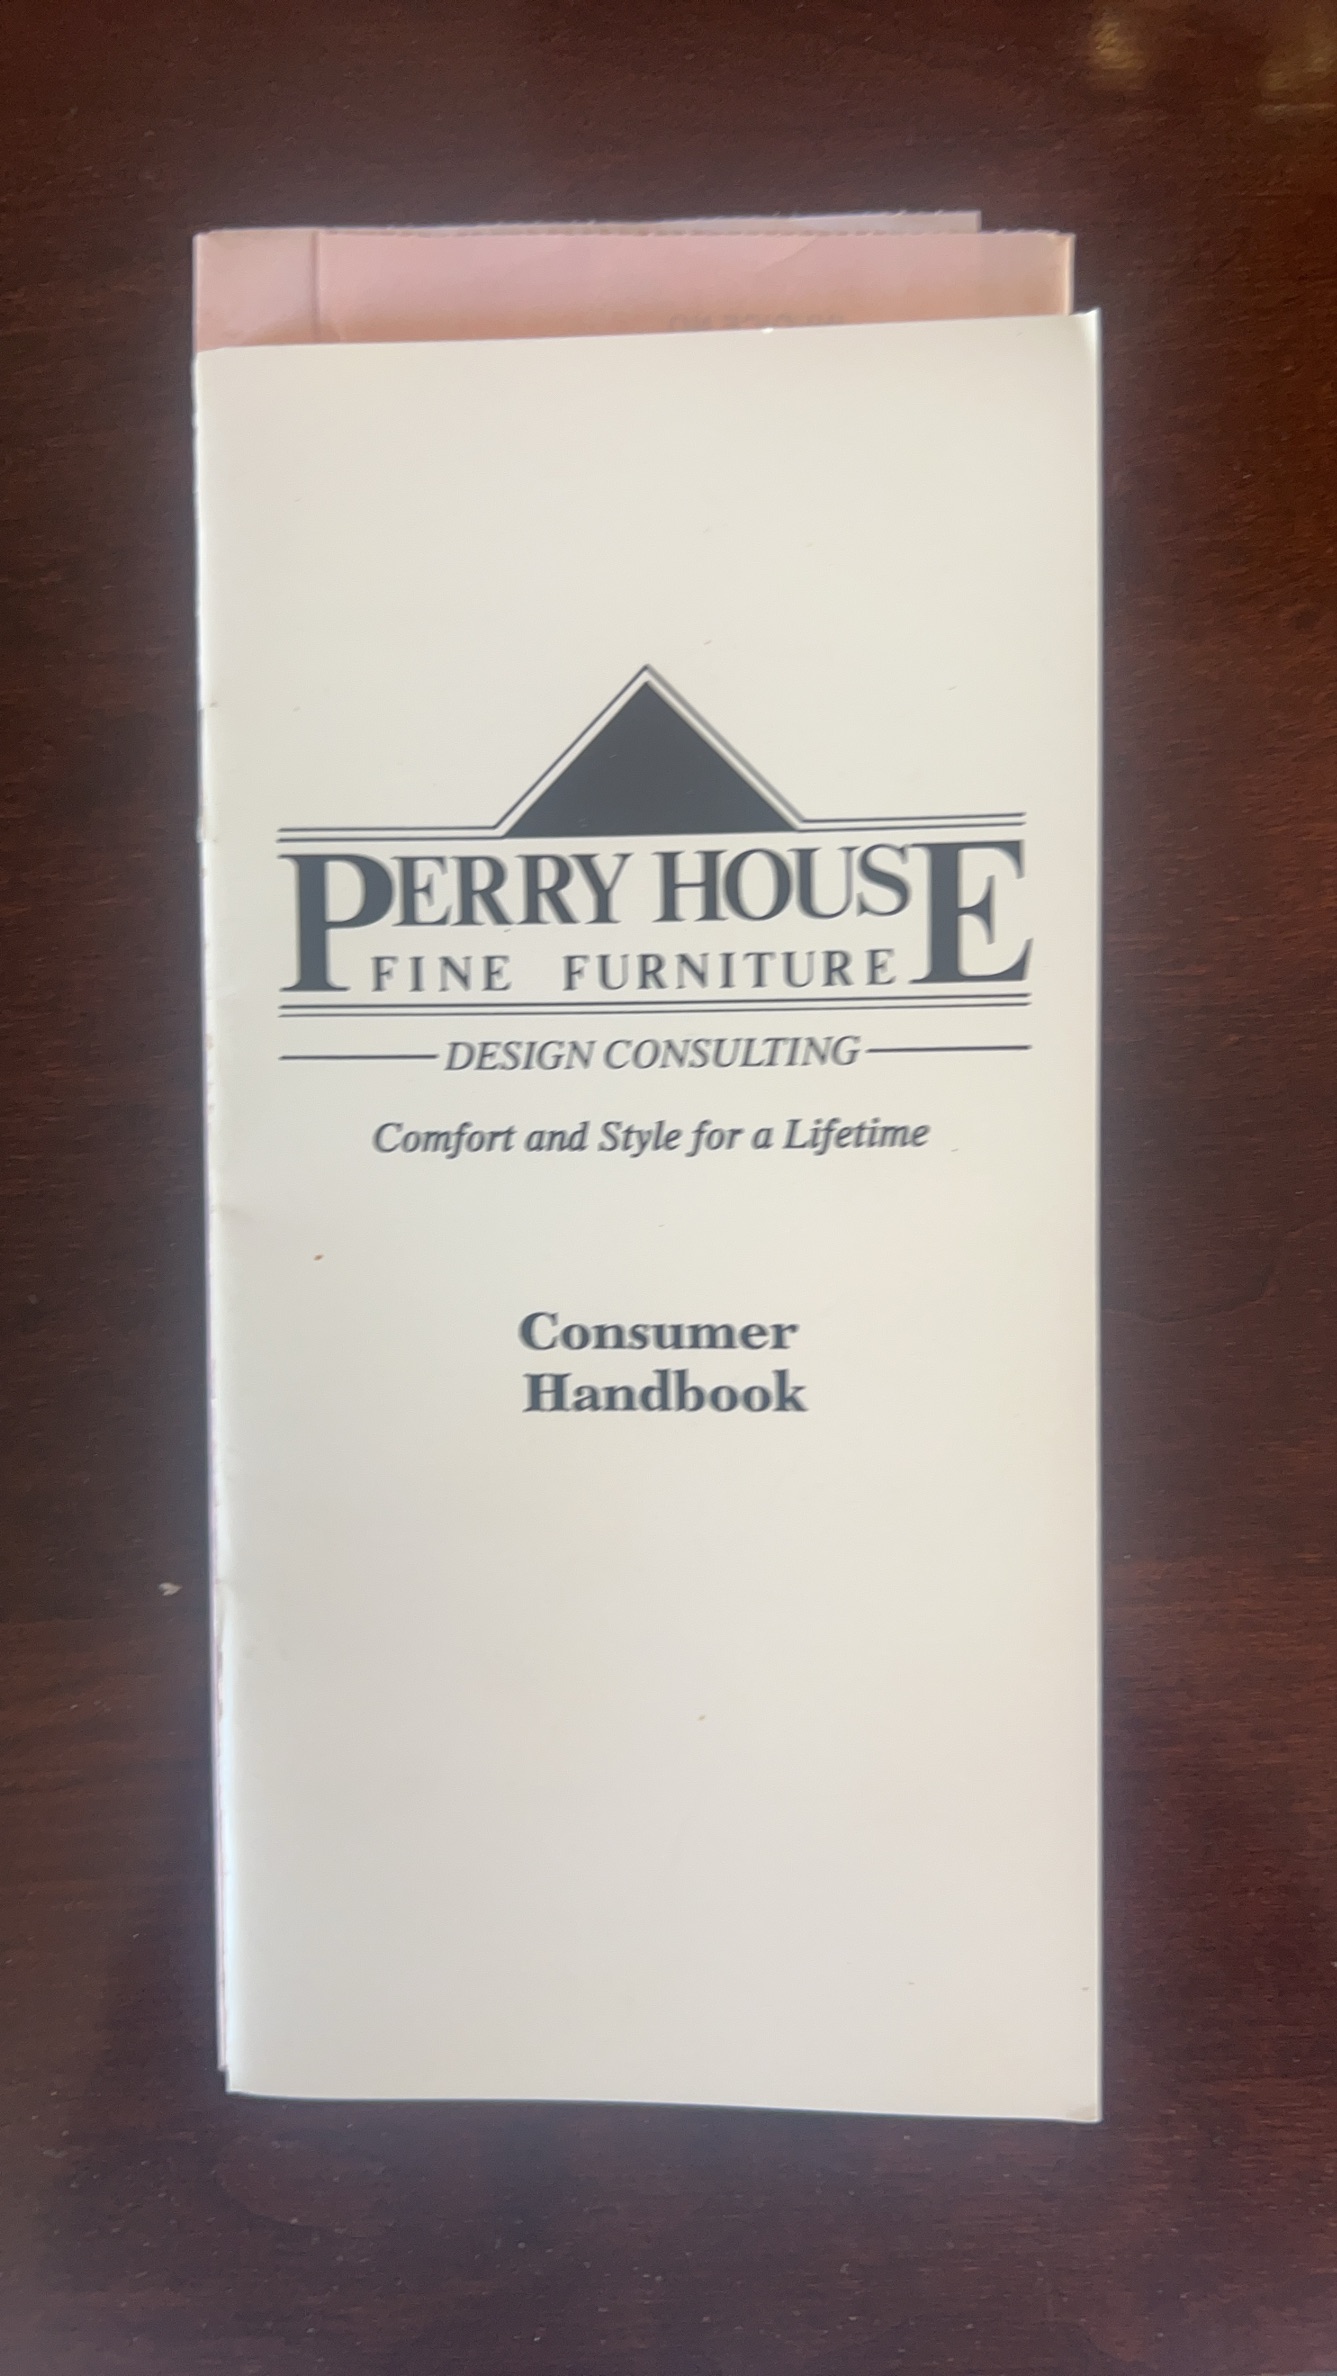 PERRY HOUSE
FINE FURNITURE
DESIGN CONSULTING
Comfort and Style for a Lifetime
Consumer
Handbook